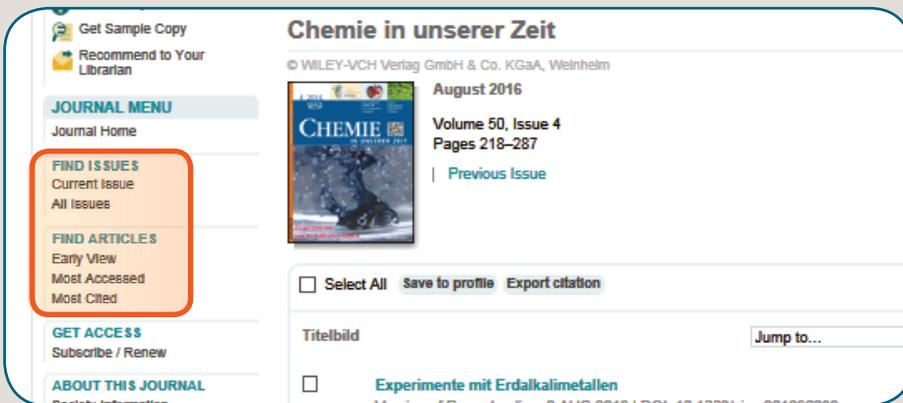 Get Sample Copy
Recommend to Your
Librarian
JOURNAL MENU
Journal Home
FIND ISSUES
Current Issue
All Issues
FIND ARTICLES
Early View
Most Accessed
Most Cited
GET ACCESS
Subscribe / Renew
ABOUT THIS JOURNAL
Chemie in unserer Zeit
© WILEY-VCH Verlag GmbH & Co. KGaA, Weinheim
CHEMIE
IN UNSERER ZEIT
August 2016
Volume 50, Issue 4
Pages 218–287
| Previous Issue
Select All Save to profile Export citation
Titelbild
Jump to...
Experimente mit Erdalkalimetallen